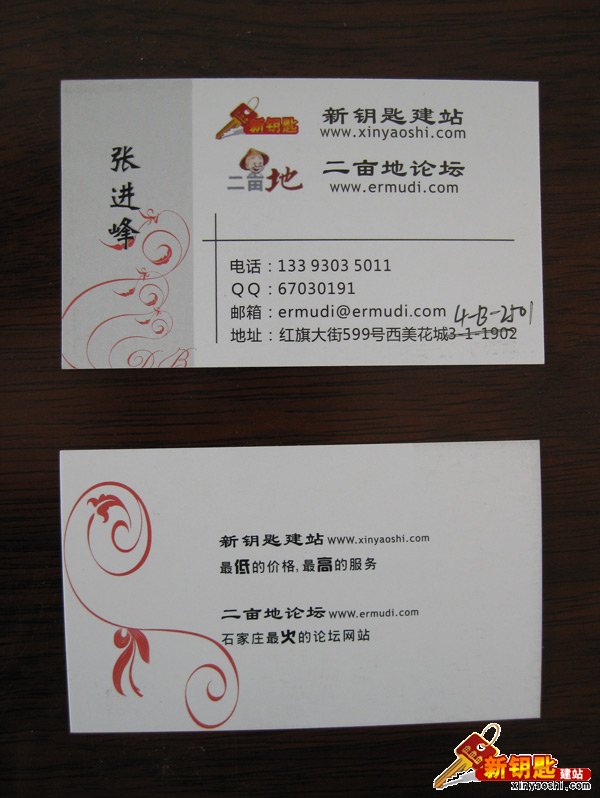 张进峰
新钥匙
新钥匙建站
www.xinyaoshi.com
二亩地
二亩地论坛
www.ermudi.com
电话：133 9303 5011
QQ：67030191
邮箱：ermudi@ermudi.com
4-B-2501
地址：红旗大街599号西美花城3-1-1902
D B
新钥匙建站 www.xinyaoshi.com
最低的价格,最高的服务
二亩地论坛 www.ermudi.com
石家庄最火的论坛网站
新钥匙建站
xinyaoshi.com